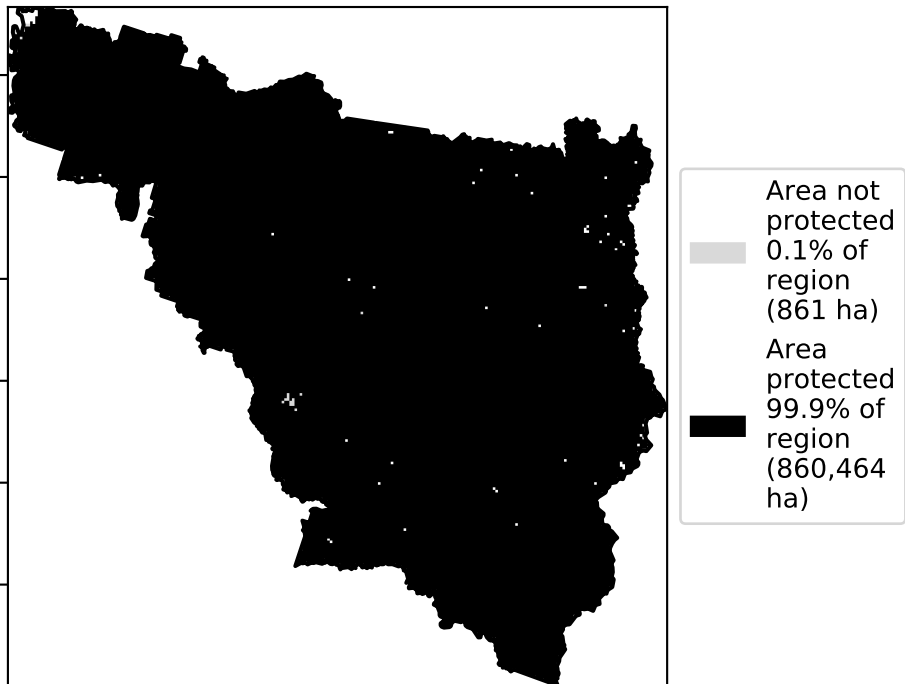 Area not
protected
0.1% of
region
(861 ha)
Area
protected
99.9% of
region
(860,464
ha)